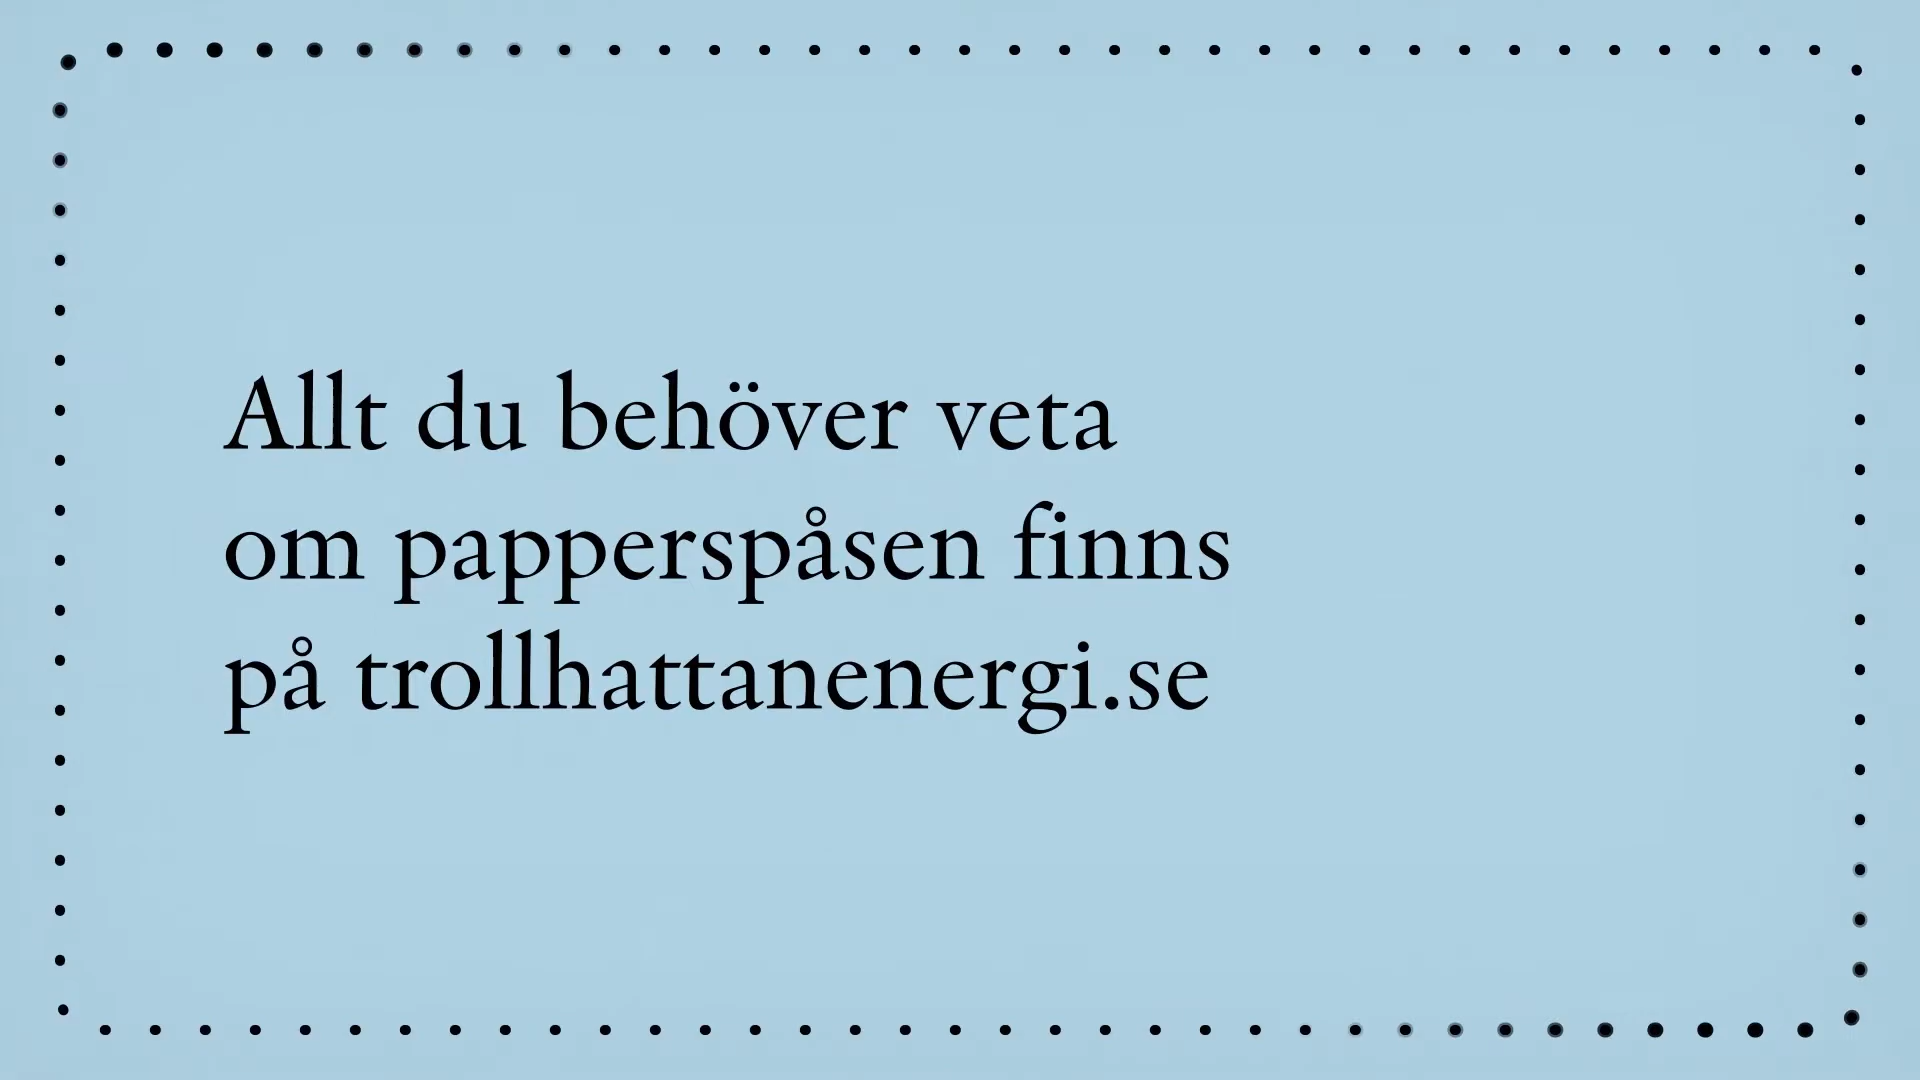 Allt du behöver veta
om papperspåsen finns
på trollhattanenergi.se